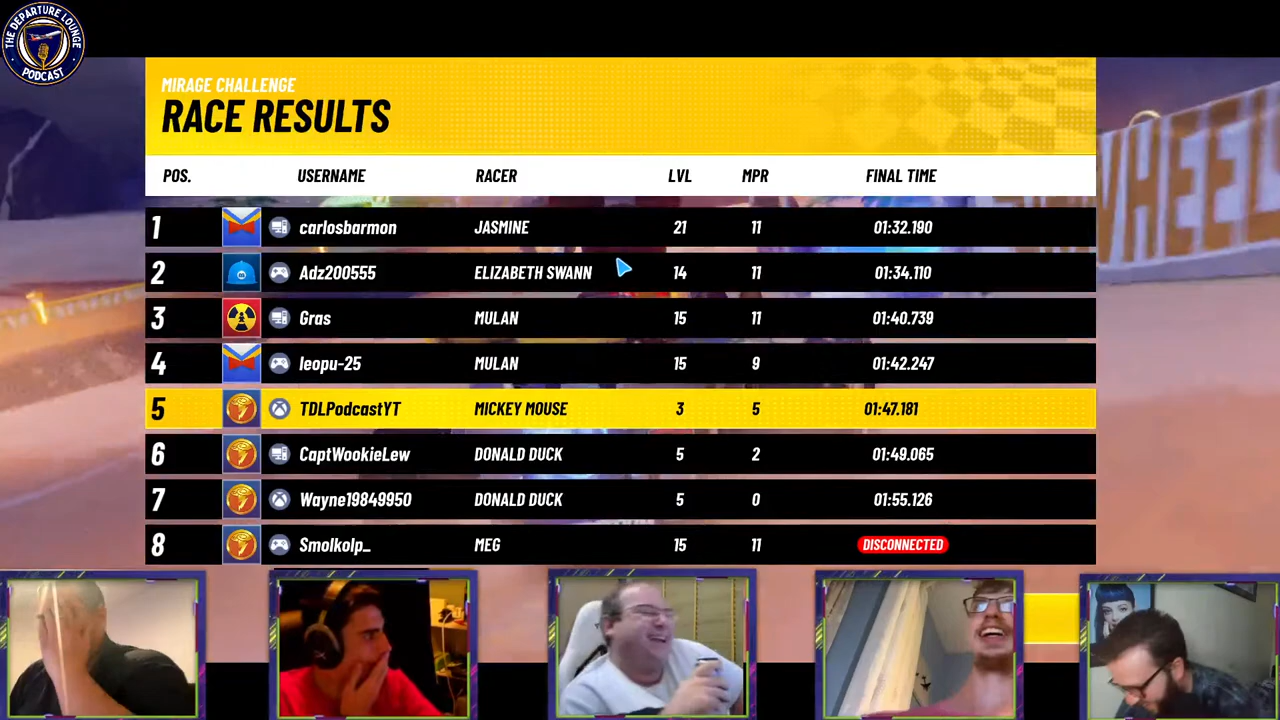 THE DEPARTURE LOUNGE
PODCAST
MIRAGE CHALLENGE
RACE RESULTS
POS. USERNAME RACER LVL MPR FINAL TIME
1 carlosbarmon JASMINE 21 11 01:32.190
2 Adz200555 ELIZABETH SWANN 14 11 01:34.110
3 Gras MULAN 15 11 01:40.739
4 leopu-25 MULAN 15 9 01:42.247
5 TDLPodcastYT MICKEY MOUSE 3 5 01:47.181
6 CaptWookieLew DONALD DUCK 5 2 01:49.065
7 Wayne19849950 DONALD DUCK 5 0 01:55.126
8 Smolkolp_ MEG 15 11 DISCONNECTED
WHEEL